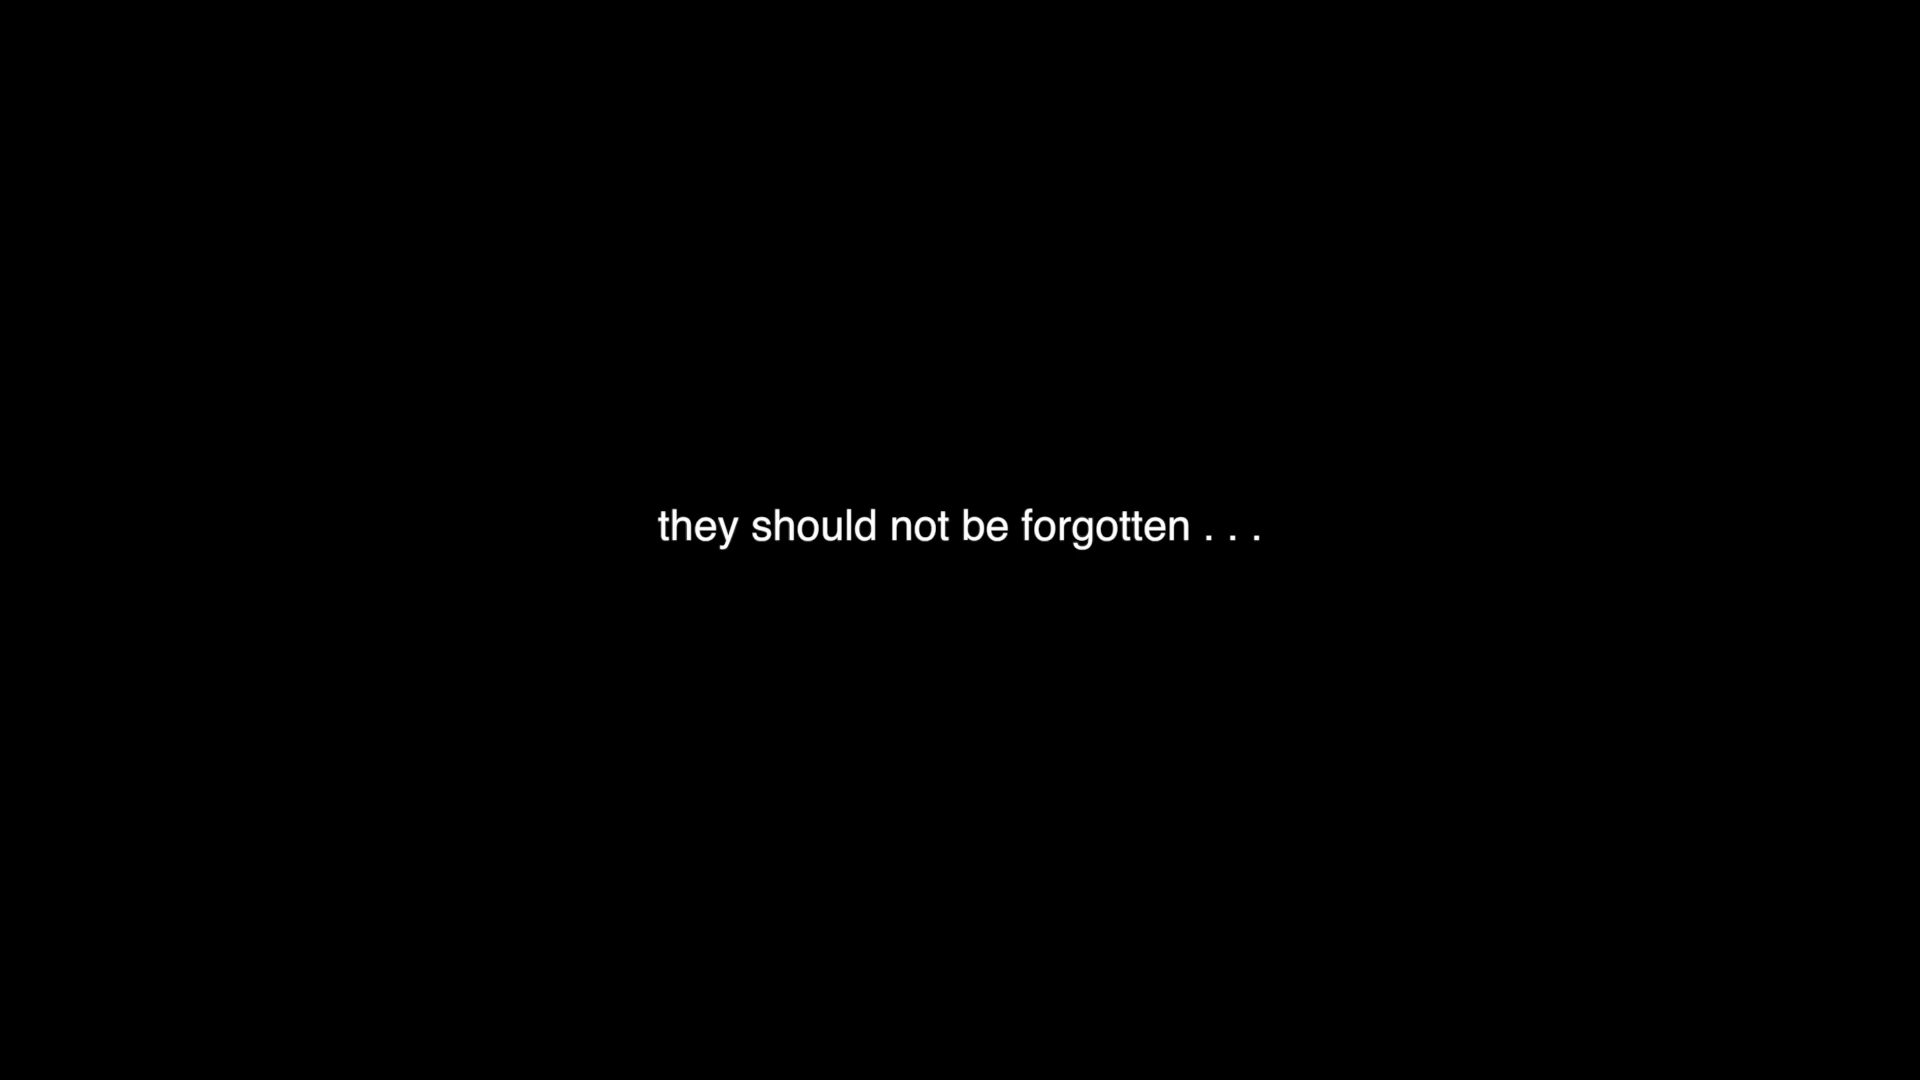 they should not be forgotten . . .